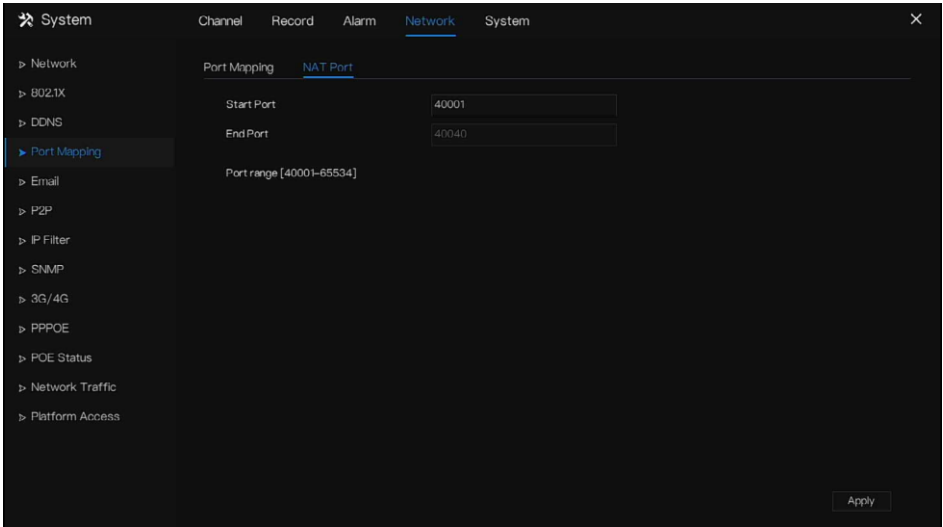 System
Channel Record Alarm Network System
Network
802.1X
DDNS
Port Mapping
Email
P2P
IP Filter
SNMP
3G/4G
PPPOE
POE Status
Network Traffic
Platform Access
Port Mapping NAT Port
Start Port 40001
End Port 40040
Port range [40001-65534]
Apply